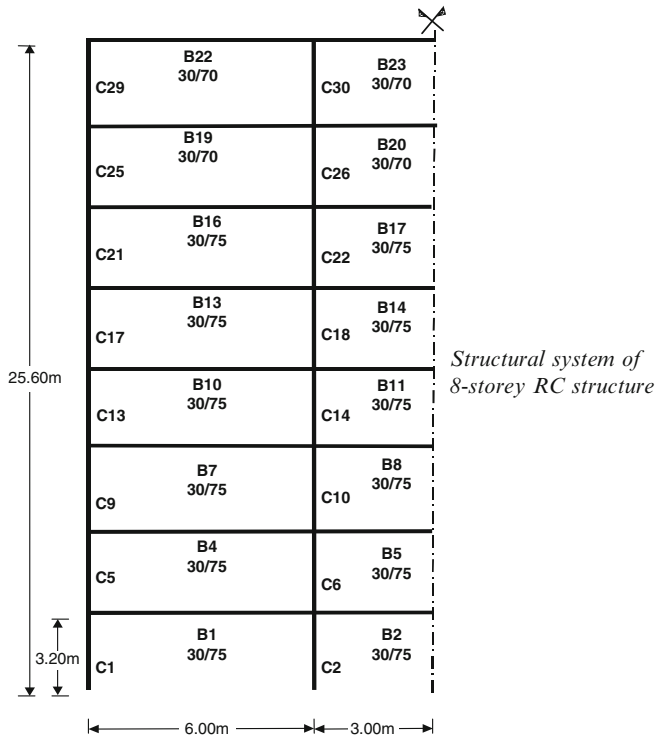 B22
30/70
B23
30/70
C29
C30
B19
30/70
B20
30/70
C25
C26
B16
30/75
B17
30/75
C21
C22
B13
30/75
B14
30/75
C17
C18
25.60m
B10
30/75
B11
30/75
C13
C14
Structural system of
8-storey RC structure
B7
30/75
B8
30/75
C9
C10
B4
30/75
B5
30/75
C5
C6
B1
30/75
B2
30/75
3.20m
C1
C2
6.00m
3.00m